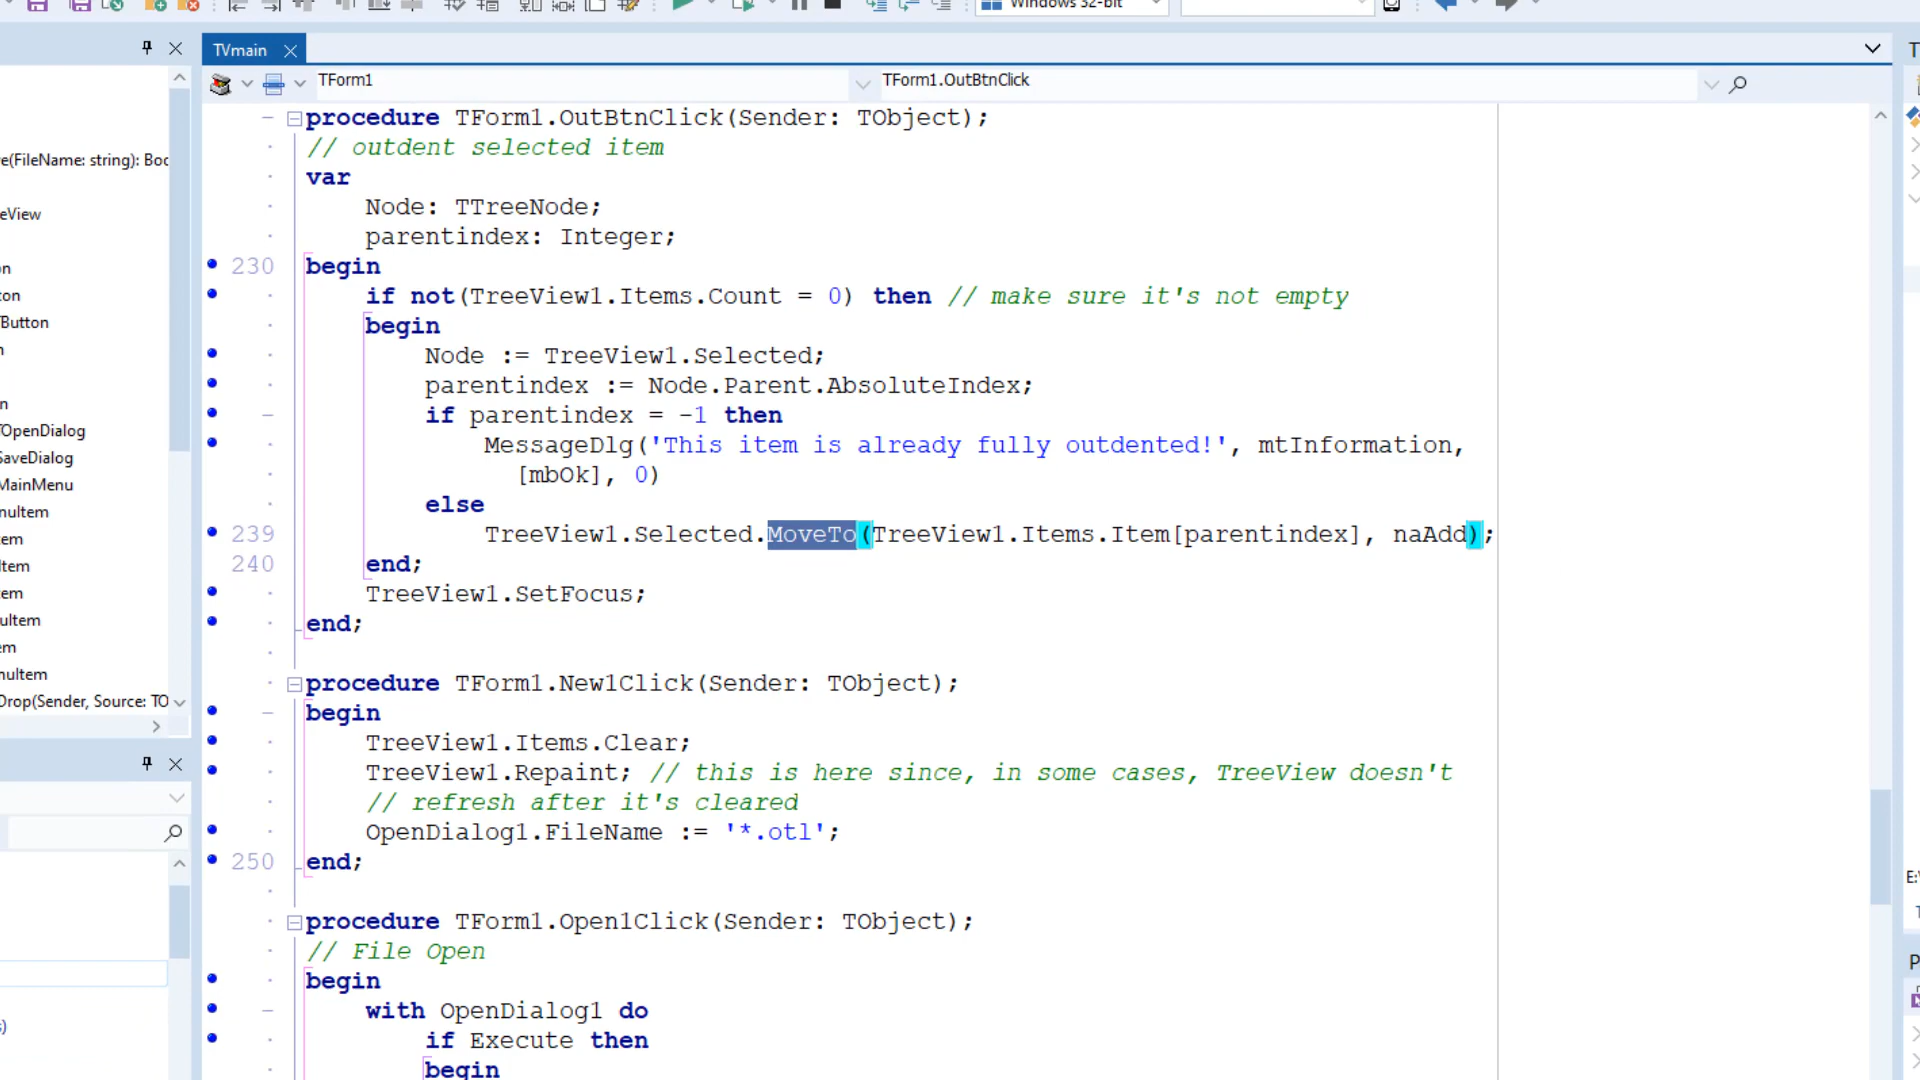 Windows 32-bit
TVmain
TForm1
TForm1.OutBtnClick
procedure TForm1.OutBtnClick(Sender: TObject);
// outdent selected item
var
Node: TTreeNode;
parentindex: Integer;
230 begin
if not(TreeView1.Items.Count = 0) then // make sure it's not empty
begin
Node := TreeView1.Selected;
parentindex := Node.Parent.AbsoluteIndex;
if parentindex = -1 then
MessageDlg('This item is already fully outdented!', mtInformation,
[mbOk], 0)
else
239 TreeView1.Selected.MoveTo(TreeView1.Items.Item[parentindex], naAdd);
240 end;
TreeView1.SetFocus;
end;
procedure TForm1.New1Click(Sender: TObject);
begin
TreeView1.Items.Clear;
TreeView1.Repaint; // this is here since, in some cases, TreeView doesn't
// refresh after it's cleared
OpenDialog1.FileName := '*.otl';
250 end;
procedure TForm1.Open1Click(Sender: TObject);
// File Open
begin
with OpenDialog1 do
if Execute then
begin
e(FileName: string): Boo
eView
n
on
Button
n
n
OpenDialog
SaveDialog
MainMenu
nuItem
em
tem
em
uItem
em
nuItem
Drop(Sender, Source: TO